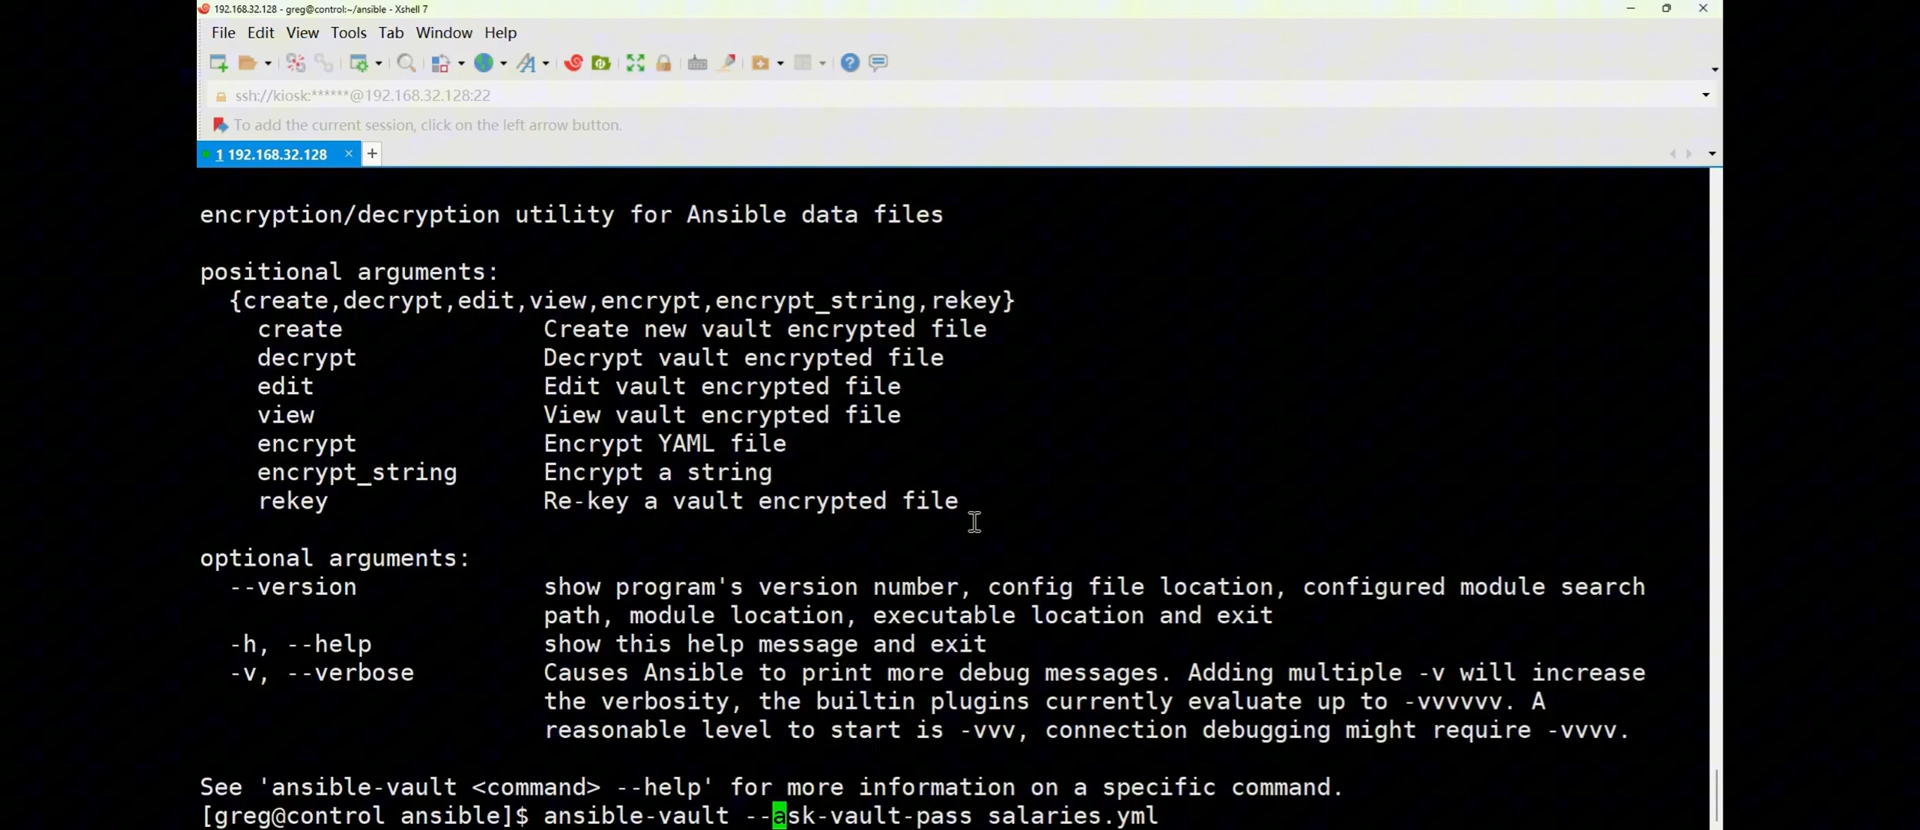 192.168.32.128 - greg@control:~/ansible - Xshell 7
File Edit View Tools Tab Window Help
ssh://kiosk:******@192.168.32.128:22
To add the current session, click on the left arrow button.
1 192.168.32.128 × +
encryption/decryption utility for Ansible data files
positional arguments:
{create,decrypt,edit,view,encrypt,encrypt_string,rekey}
create Create new vault encrypted file
decrypt Decrypt vault encrypted file
edit Edit vault encrypted file
view View vault encrypted file
encrypt Encrypt YAML file
encrypt_string Encrypt a string
rekey Re-key a vault encrypted file
optional arguments:
--version show program's version number, config file location, configured module search
path, module location, executable location and exit
-h, --help show this help message and exit
-v, --verbose Causes Ansible to print more debug messages. Adding multiple -v will increase
the verbosity, the builtin plugins currently evaluate up to -vvvvvv. A
reasonable level to start is -vvv, connection debugging might require -vvvv.
See 'ansible-vault <command> --help' for more information on a specific command.
[greg@control ansible]$ ansible-vault --ask-vault-pass salaries.yml